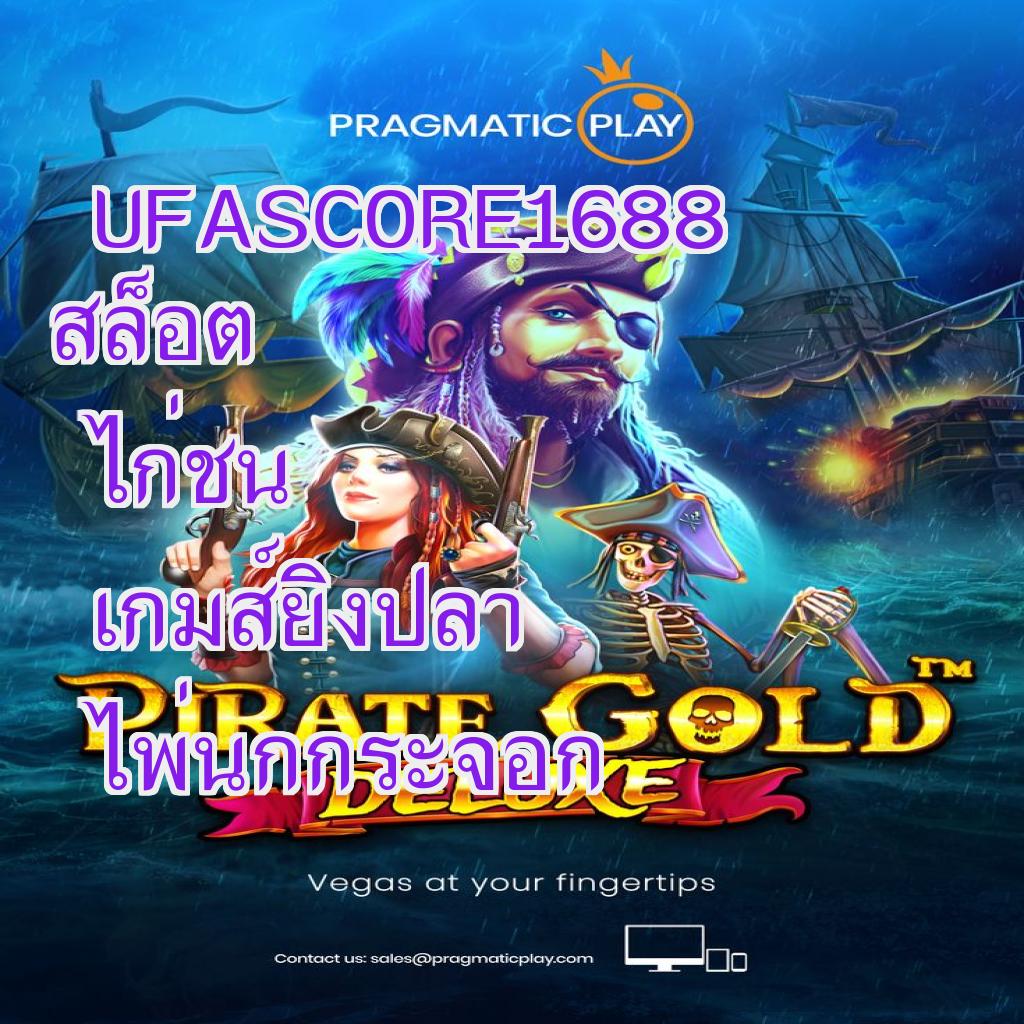 PRAGMATIC PLAY
UFASCORE1688
สล็อต
ไก่ชน
เกมส์ยิงปลา
PIRATE GOLD™
ไพ่นกกระจอก
DELUXE
Vegas at your fingertips
Contact us: sales@pragmaticplay.com